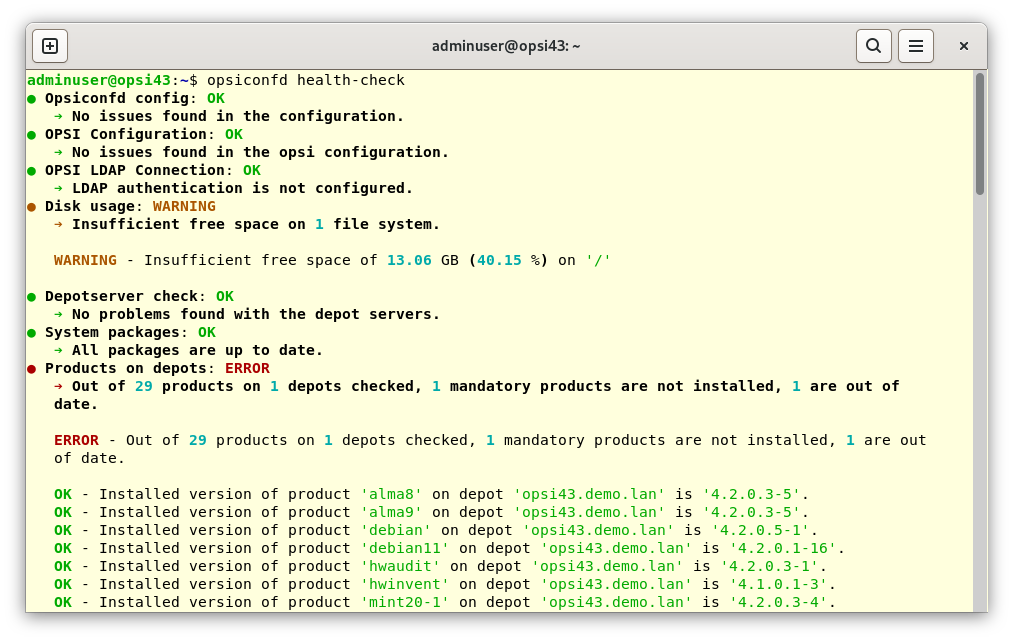 adminuser@opsi43: ~
adminuser@opsi43:~$ opsiconfd health-check
● Opsiconfd config: OK
➔ No issues found in the configuration.
● OPSI Configuration: OK
➔ No issues found in the opsi configuration.
● OPSI LDAP Connection: OK
➔ LDAP authentication is not configured.
● Disk usage: WARNING
➔ Insufficient free space on 1 file system.
WARNING - Insufficient free space of 13.06 GB (40.15 %) on '/'
● Depotserver check: OK
➔ No problems found with the depot servers.
● System packages: OK
➔ All packages are up to date.
● Products on depots: ERROR
➔ Out of 29 products on 1 depots checked, 1 mandatory products are not installed, 1 are out of
date.
ERROR - Out of 29 products on 1 depots checked, 1 mandatory products are not installed, 1 are out
of date.
OK - Installed version of product 'alma8' on depot 'opsi43.demo.lan' is '4.2.0.3-5'.
OK - Installed version of product 'alma9' on depot 'opsi43.demo.lan' is '4.2.0.3-5'.
OK - Installed version of product 'debian' on depot 'opsi43.demo.lan' is '4.2.0.5-1'.
OK - Installed version of product 'debian11' on depot 'opsi43.demo.lan' is '4.2.0.1-16'.
OK - Installed version of product 'hwaudit' on depot 'opsi43.demo.lan' is '4.2.0.3-1'.
OK - Installed version of product 'hwinvent' on depot 'opsi43.demo.lan' is '4.1.0.1-3'.
OK - Installed version of product 'mint20-1' on depot 'opsi43.demo.lan' is '4.2.0.3-4'.